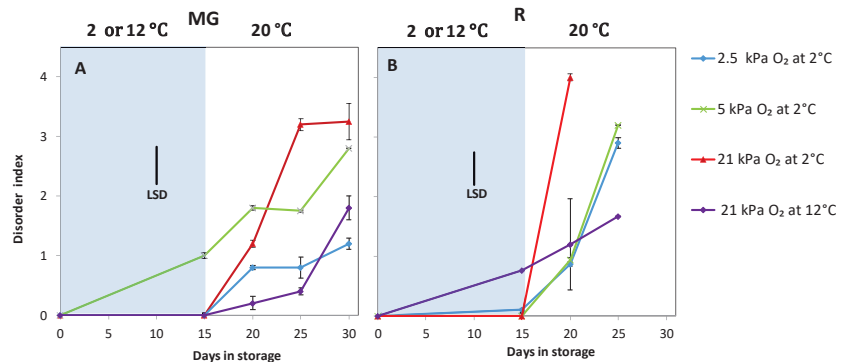 MG
R
2 or 12 °C
20 °C
2 or 12 °C
20 °C
A
B
4
3
2
1
0
Disorder index
LSD
LSD
0
5
10
15
20
25
30
0
5
10
15
20
25
30
Days in storage
Days in storage
2.5 kPa O₂ at 2°C
5 kPa O₂ at 2°C
21 kPa O₂ at 2°C
21 kPa O₂ at 12°C